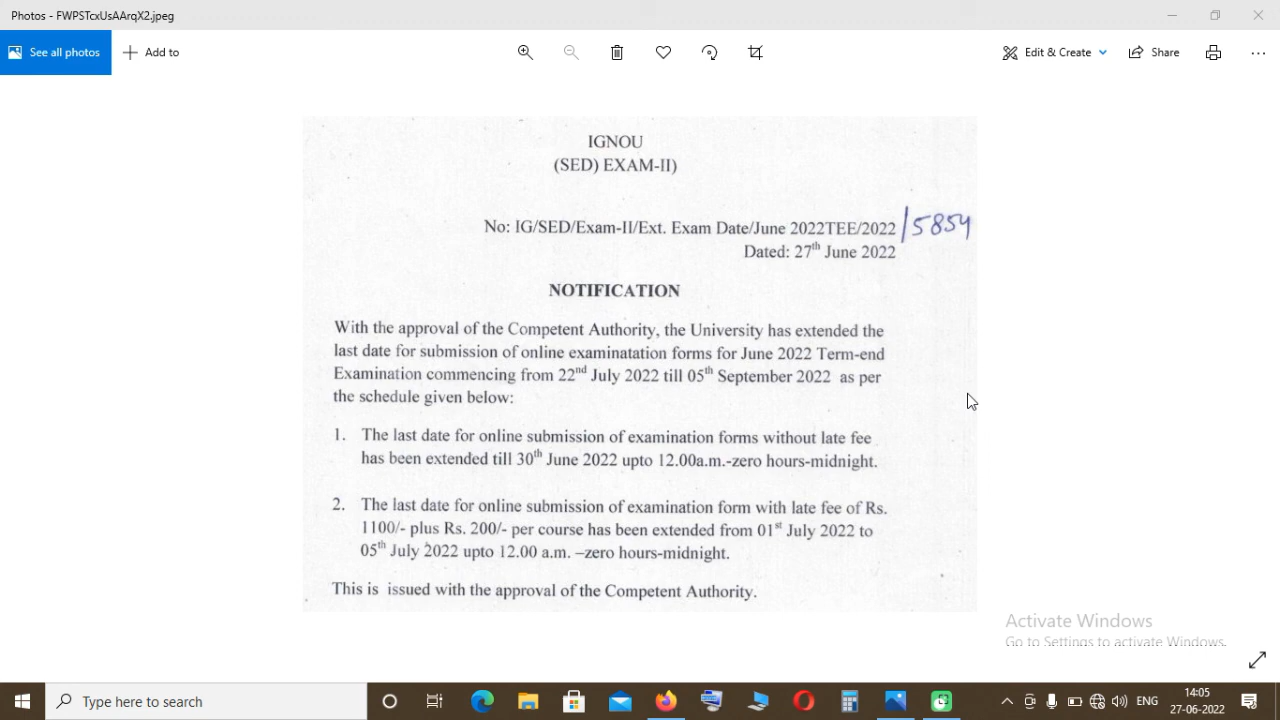 Photos - FWPSTcxUsAArqX2.jpeg
See all photos
Add to
Edit & Create
Share
IGNOU
(SED) EXAM-II)
No: IG/SED/Exam-II/Ext. Exam Date/June 2022TEE/2022/5854
Dated: 27th June 2022
NOTIFICATION
With the approval of the Competent Authority, the University has extended the
last date for submission of online examinatation forms for June 2022 Term-end
Examination commencing from 22nd July 2022 till 05th September 2022 as per
the schedule given below:
1. The last date for online submission of examination forms without late fee
has been extended till 30th June 2022 upto 12.00a.m.-zero hours-midnight.
2. The last date for online submission of examination form with late fee of Rs.
1100/- plus Rs. 200/- per course has been extended from 01st July 2022 to
05th July 2022 upto 12.00 a.m. –zero hours-midnight.
This is issued with the approval of the Competent Authority.
Activate Windows
Go to Settings to activate Windows.
Type here to search
ENG
14:05
27-06-2022